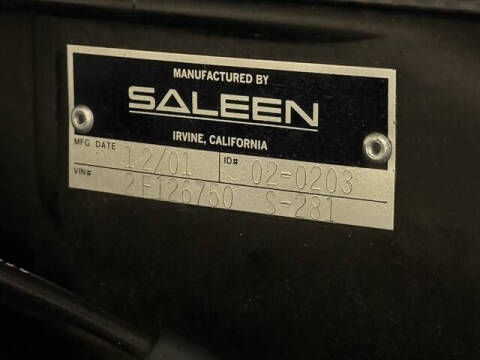 MANUFACTURED BY
SALEEN
IRVINE, CALIFORNIA
MFG. DATE 12/01 ID# 02-0203
VIN# 2F126750 S-281